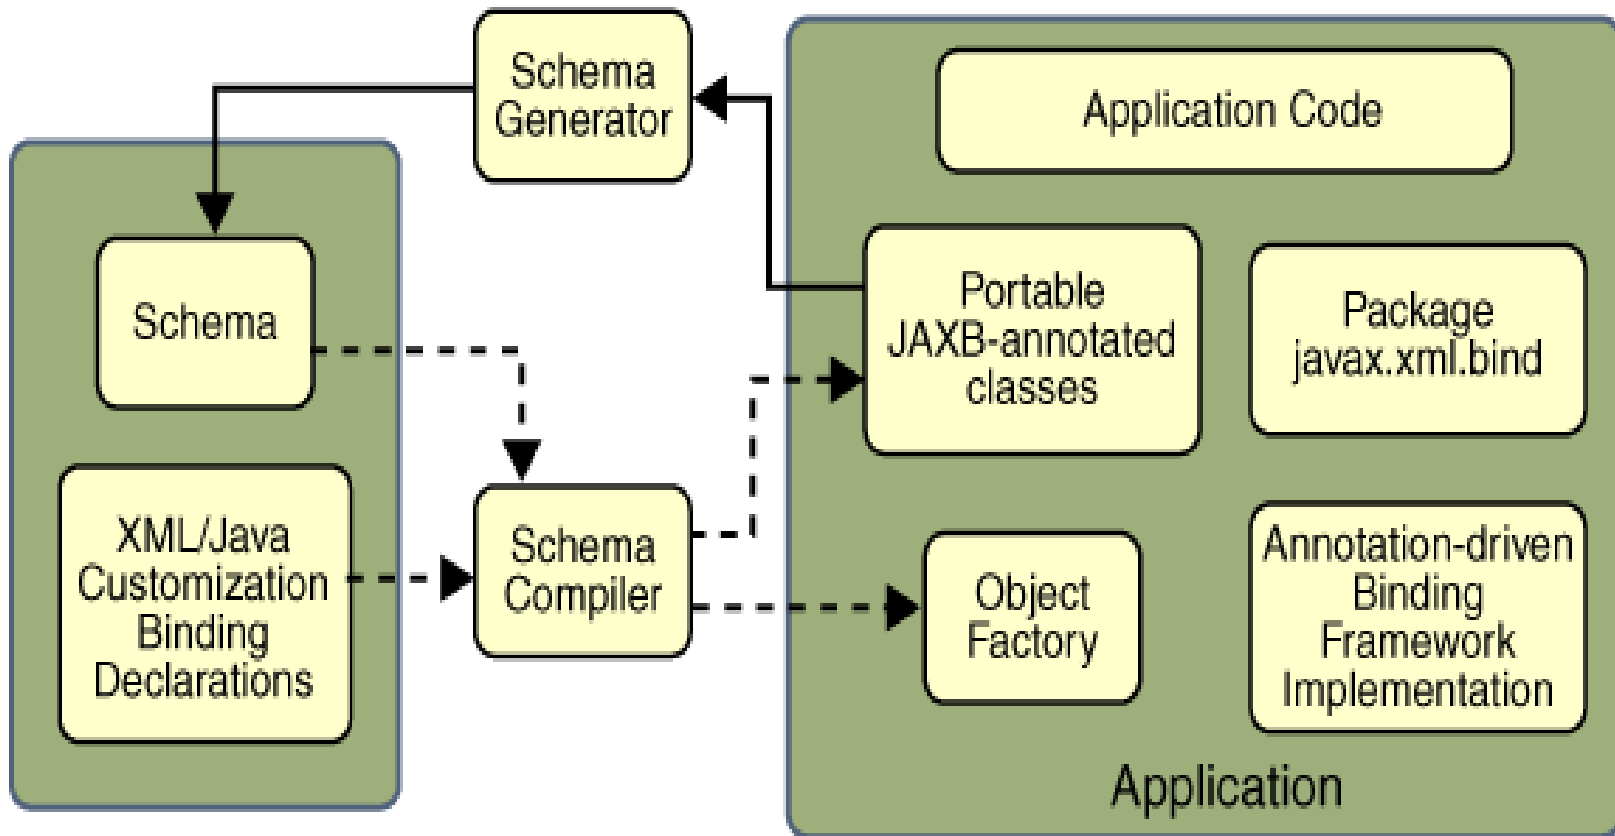 Schema
Generator
Application Code
Schema
Portable
JAXB-annotated
classes
Package
javax.xml.bind
XML/Java
Customization
Binding
Declarations
Schema
Compiler
Object
Factory
Annotation-driven
Binding
Framework
Implementation
Application